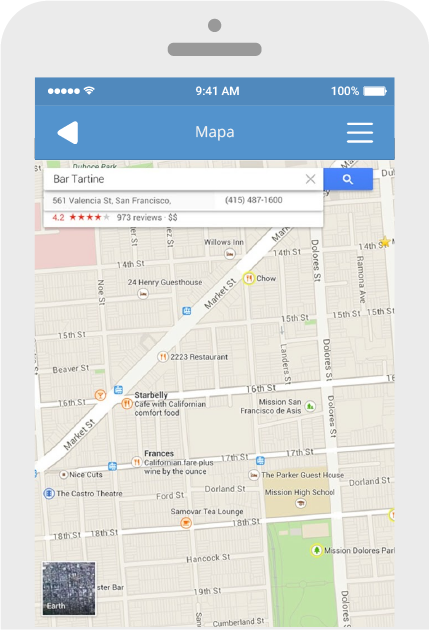 9:41 AM
100%
Mapa
Duboce Park
Bar Tartine
561 Valencia St, San Francisco,
(415) 487-1600
4.2
973 reviews · $$
Willows Inn
14th St
14th St
14th
Market St
Dolores St
Ramona Ave
Noe St
24 Henry Guesthouse
Chow
15th St
15th St
15th St
15th St
2223 Restaurant
Landers St
Dolores St
Beaver St
16th St
16th St
Starbelly
Cafe with Californian
comfort food
Mission San
Francisco de Asis
Market St
Dolores St
Frances
Californian fare plus
wine by the ounce
17th St
17th St
Nice Cuts
The Parker Guest House
The Castro Theatre
Ford St
Dorland St
Dorland St
Mission High School
Samovar Tea Lounge
18th St
18th St
18th St
Hancock St
Mission Dolores Park
Earth
ster Bar
19th St
Cumberland St
Dolores St